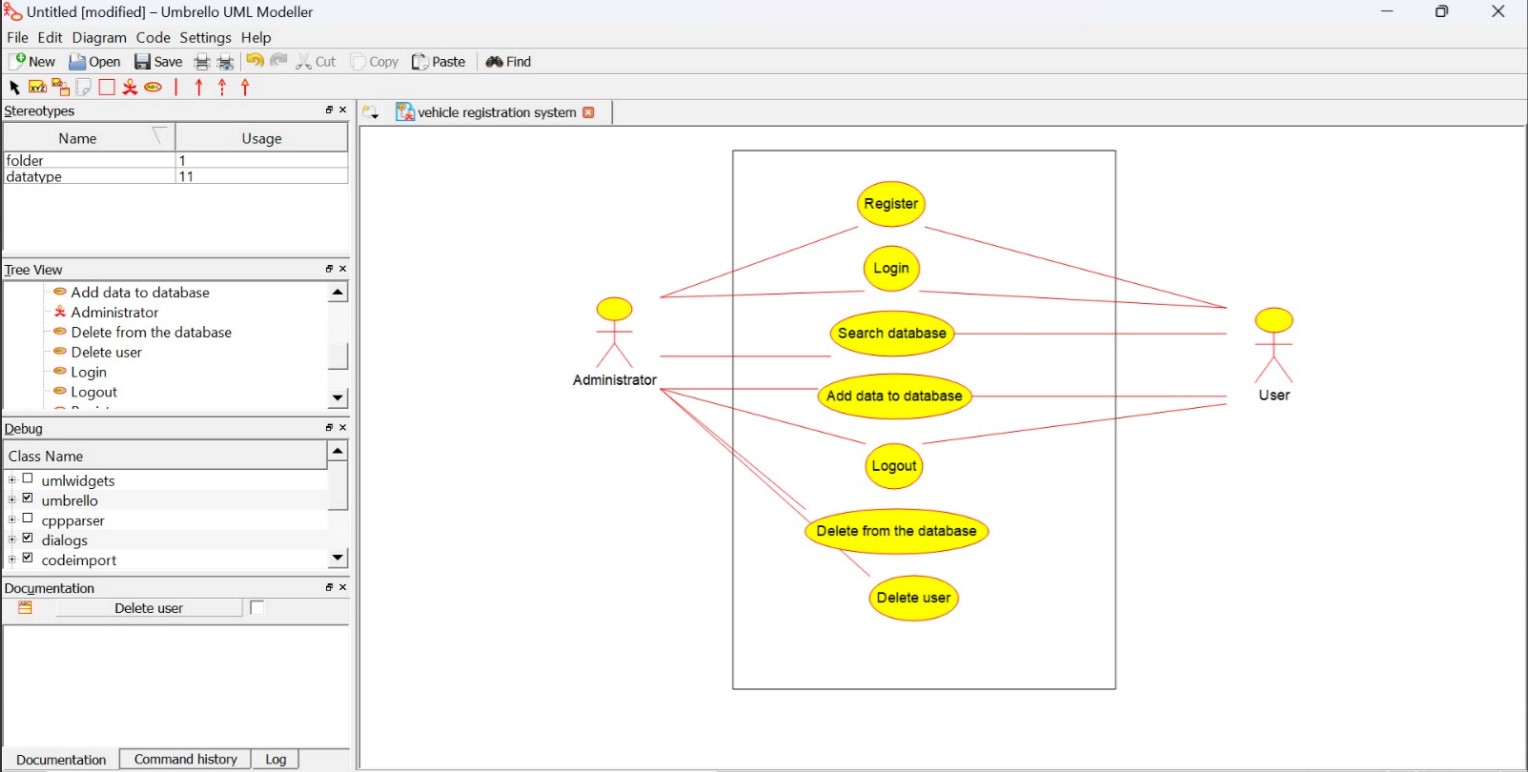 Untitled [modified] – Umbrello UML Modeller
File Edit Diagram Code Settings Help
New Open Save Cut Copy Paste Find
Stereotypes
Name Usage
folder 1
datatype 11
Tree View
Add data to database
Administrator
Delete from the database
Delete user
Login
Logout
Debug
Class Name
umlwidgets
umbrello
cppparser
dialogs
codeimport
Documentation
Delete user
Documentation Command history Log
vehicle registration system
Register
Login
Search database
Administrator
Add data to database
User
Logout
Delete from the database
Delete user